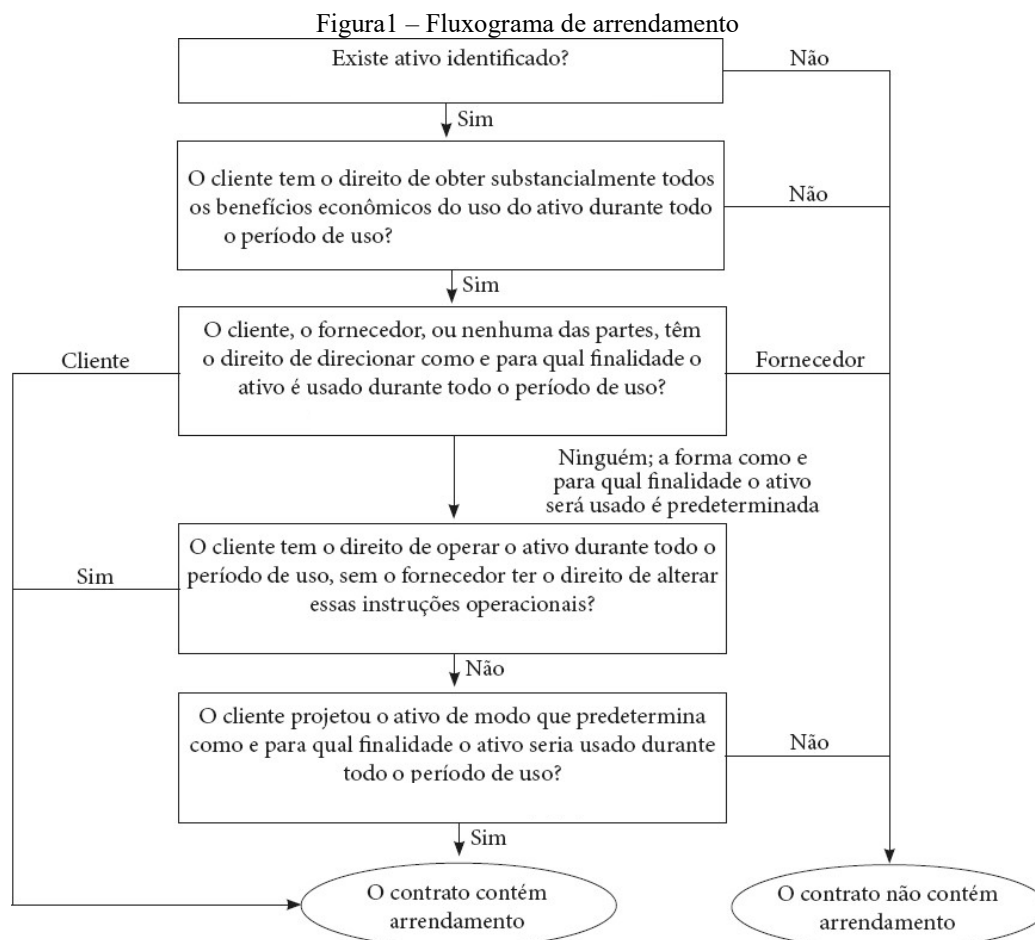 Figura1 – Fluxograma de arrendamento
Existe ativo identificado?
Não
Sim
O cliente tem o direito de obter substancialmente todos
os benefícios econômicos do uso do ativo durante todo
o período de uso?
Não
Sim
O cliente, o fornecedor, ou nenhuma das partes, têm
o direito de direcionar como e para qual finalidade o
ativo é usado durante todo o período de uso?
Cliente
Fornecedor
Ninguém; a forma como e
para qual finalidade o ativo
será usado é predeterminada
O cliente tem o direito de operar o ativo durante todo o
período de uso, sem o fornecedor ter o direito de alterar
essas instruções operacionais?
Sim
Não
O cliente projetou o ativo de modo que predetermina
como e para qual finalidade o ativo seria usado durante
todo o período de uso?
Não
Sim
O contrato contém
arrendamento
O contrato não contém
arrendamento